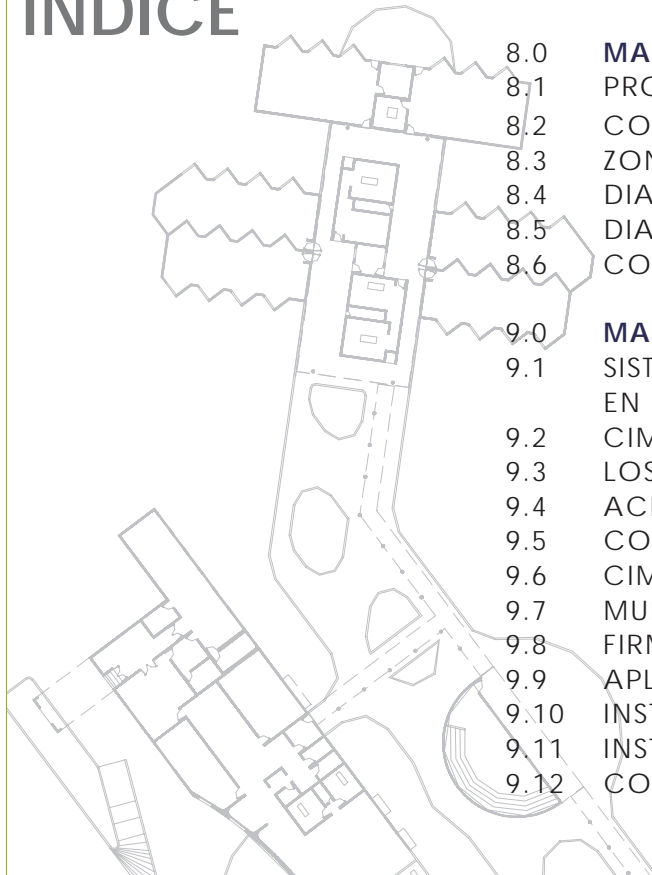 ÍNDICE
8.0 MA
8.1 PRO
8.2 CO
8.3 ZON
8.4 DIA
8.5 DIA
8.6 CO
9.0 MA
9.1 SIST
EN
9.2 CIM
9.3 LOS
9.4 ACE
9.5 CO
9.6 CIM
9.7 MU
9.8 FIRM
9.9 APL
9.10 INST
9.11 INST
9.12 CO